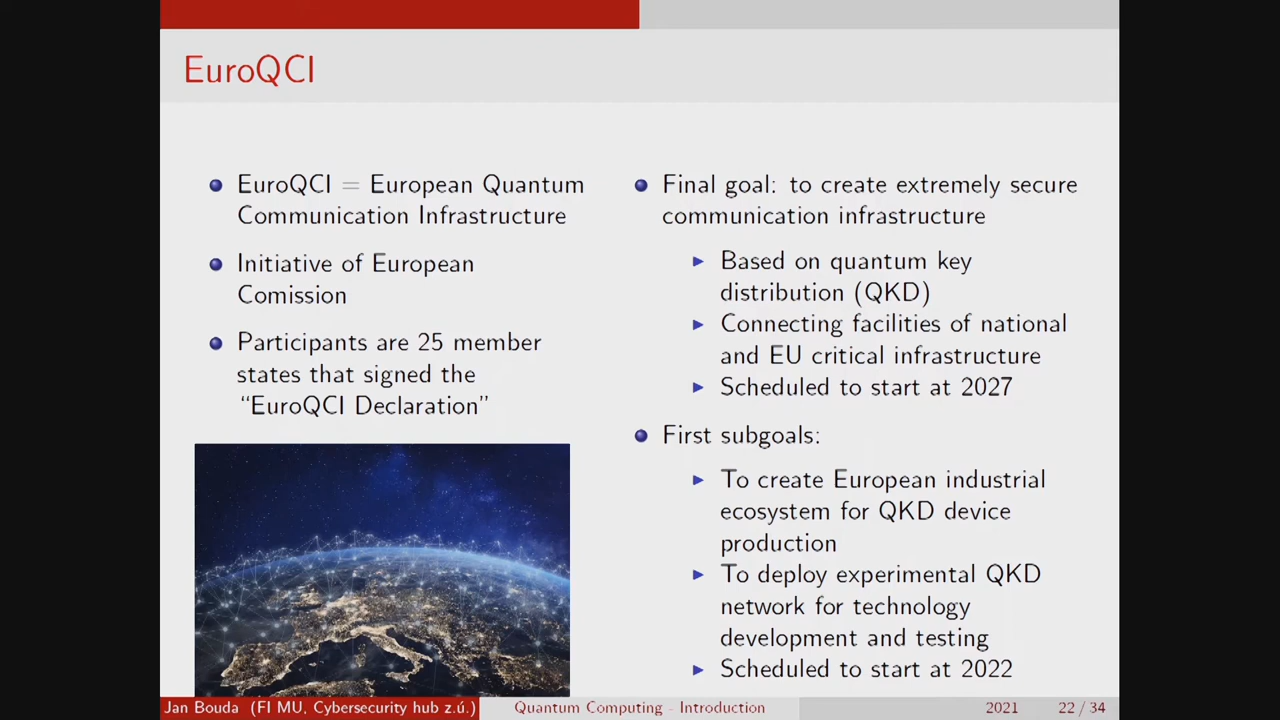 EuroQCI
EuroQCI = European Quantum
Communication Infrastructure
Initiative of European
Comission
Participants are 25 member
states that signed the
“EuroQCI Declaration”
Final goal: to create extremely secure
communication infrastructure
Based on quantum key
distribution (QKD)
Connecting facilities of national
and EU critical infrastructure
Scheduled to start at 2027
First subgoals:
To create European industrial
ecosystem for QKD device
production
To deploy experimental QKD
network for technology
development and testing
Scheduled to start at 2022
Jan Bouda (FI MU, Cybersecurity hub z.ú.)
Quantum Computing - Introduction
2021
22 / 34